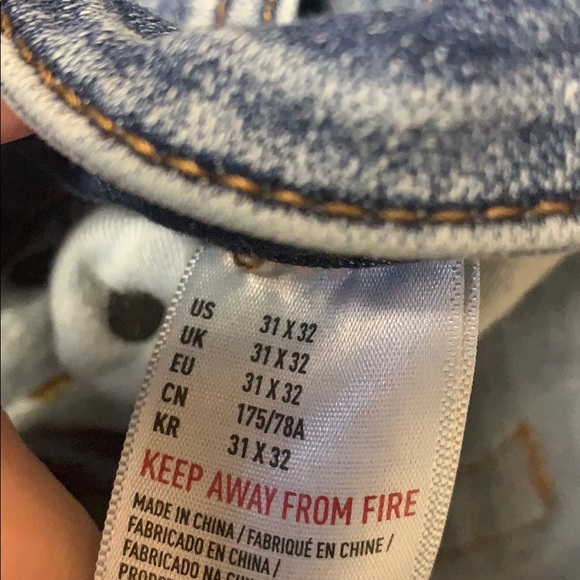 US 31 X 32
UK 31 X 32
EU 31 X 32
CN 175/78A
KR 31 X 32
KEEP AWAY FROM FIRE
MADE IN CHINA / FABRIQUÉ EN CHINE /
FABRICADO EN CHINA /
FABRICADO NA